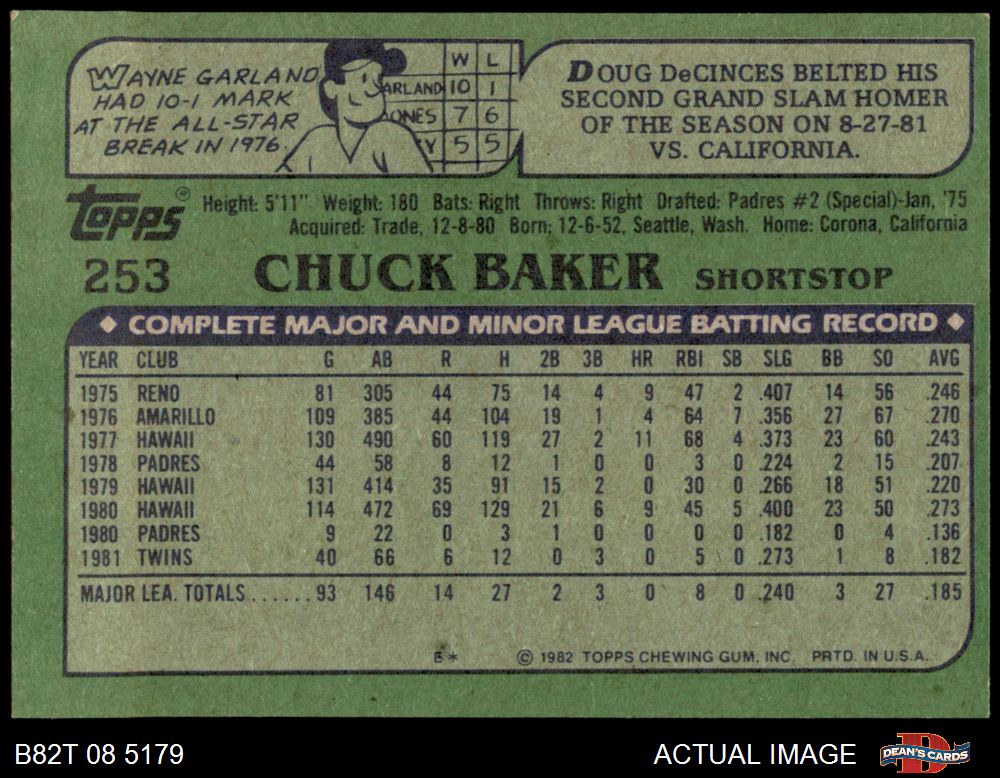 WAYNE GARLAND
HAD 10-1 MARK
AT THE ALL-STAR
BREAK IN 1976.
W L
ARLAND 10 1
ONES 7 6
Y 5 5
DOUG DeCINCES BELTED HIS
SECOND GRAND SLAM HOMER
OF THE SEASON ON 8-27-81
VS. CALIFORNIA.
Topps®
Height: 5'11" Weight: 180 Bats: Right Throws: Right Drafted: Padres #2 (Special)-Jan, '75
Acquired: Trade, 12-8-80 Born: 12-6-52, Seattle, Wash. Home: Corona, California
253 CHUCK BAKER SHORTSTOP
◆ COMPLETE MAJOR AND MINOR LEAGUE BATTING RECORD ◆
YEAR CLUB G AB R H 2B 3B HR RBI SB SLG BB SO AVG
1975 RENO 81 305 44 75 14 4 9 47 2 .407 14 56 .246
1976 AMARILLO 109 385 44 104 19 1 4 64 7 .356 27 67 .270
1977 HAWAII 130 490 60 119 27 2 11 68 4 .373 23 60 .243
1978 PADRES 44 58 8 12 1 0 0 3 0 .224 2 15 .207
1979 HAWAII 131 414 35 91 15 2 0 30 0 .266 18 51 .220
1980 HAWAII 114 472 69 129 21 6 9 45 5 .400 23 50 .273
1980 PADRES 9 22 0 3 1 0 0 0 0 .182 0 4 .136
1981 TWINS 40 66 6 12 0 3 0 5 0 .273 1 8 .182
MAJOR LEA. TOTALS......93 146 14 27 2 3 0 8 0 .240 3 27 .185
E* © 1982 TOPPS CHEWING GUM, INC. PRTD. IN U.S.A.
B82T 08 5179 ACTUAL IMAGE DEAN'S CARDS